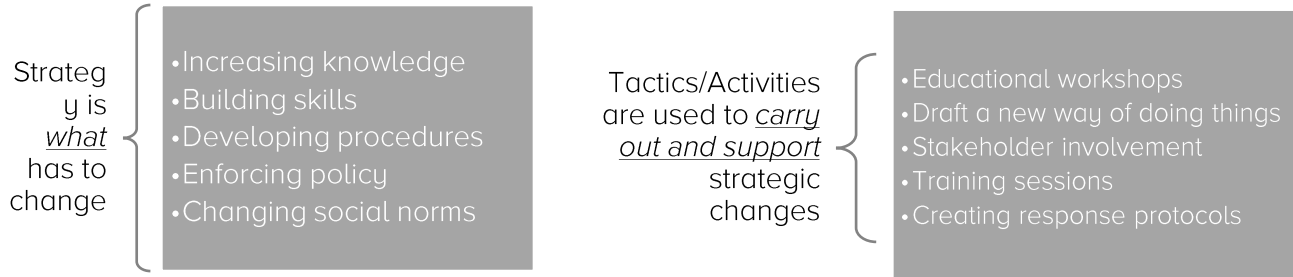 Strateg
y is
what
has to
change
•Increasing knowledge
•Building skills
•Developing procedures
•Enforcing policy
•Changing social norms
Tactics/Activities
are used to carry
out and support
strategic
changes
•Educational workshops
•Draft a new way of doing things
•Stakeholder involvement
•Training sessions
•Creating response protocols